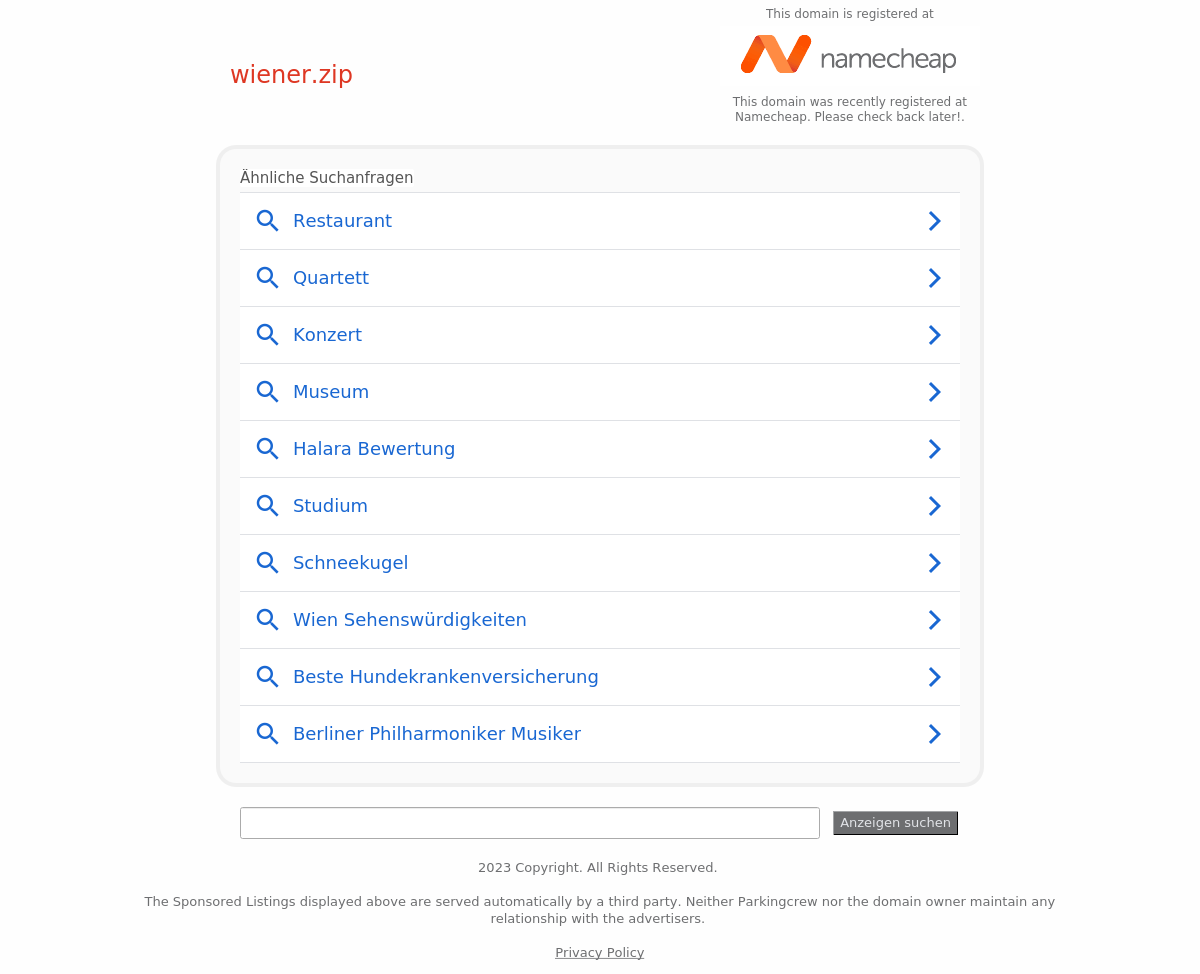 This domain is registered at
wiener.zip
namecheap
This domain was recently registered at
Namecheap. Please check back later!.
Ähnliche Suchanfragen
Restaurant
Quartett
Konzert
Museum
Halara Bewertung
Studium
Schneekugel
Wien Sehenswürdigkeiten
Beste Hundekrankenversicherung
Berliner Philharmoniker Musiker
Anzeigen suchen
2023 Copyright. All Rights Reserved.
The Sponsored Listings displayed above are served automatically by a third party. Neither Parkingcrew nor the domain owner maintain any
relationship with the advertisers.
Privacy Policy